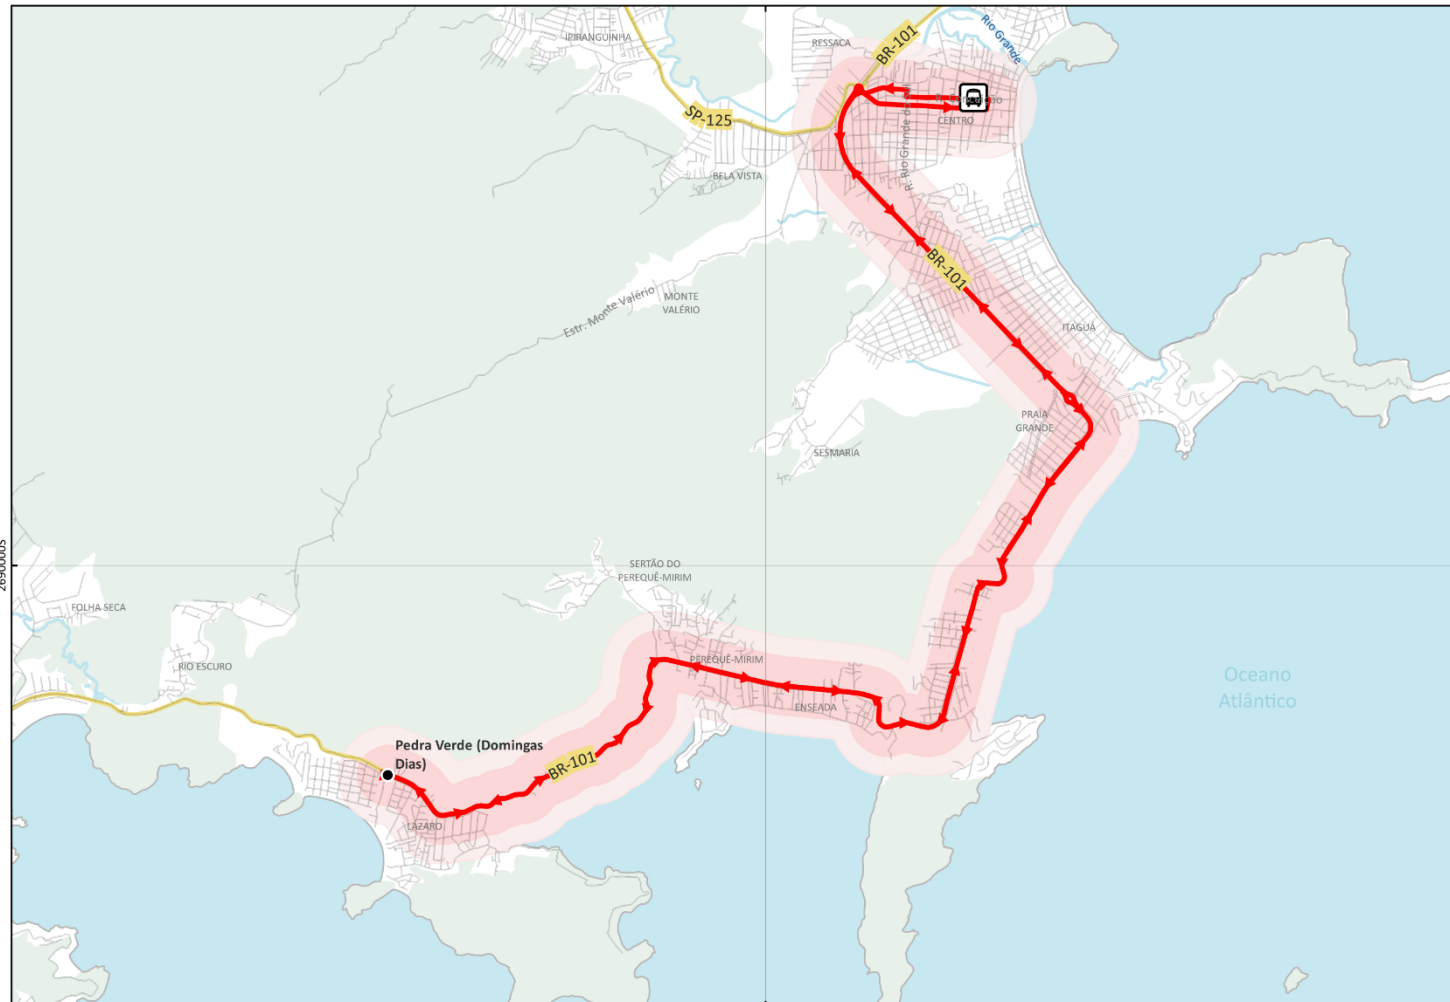 Rio Grande
IPIRANGUINHA
RESSACA
BR-101
SP-125
CENTRO
R. Rio Grande do Sul
BELA VISTA
BR-101
Estr. Monte Valério
MONTE
VALÉRIO
ITAGUÁ
PRAIA
GRANDE
SESMARIA
SERTÃO DO
PEREQUÊ-MIRIM
FOLHA SECA
RIO ESCURO
PEREQUÊ-MIRIM
Oceano
Atlântico
ENSEADA
Pedra Verde (Domingas
Dias)
BR-101
LÁZARO